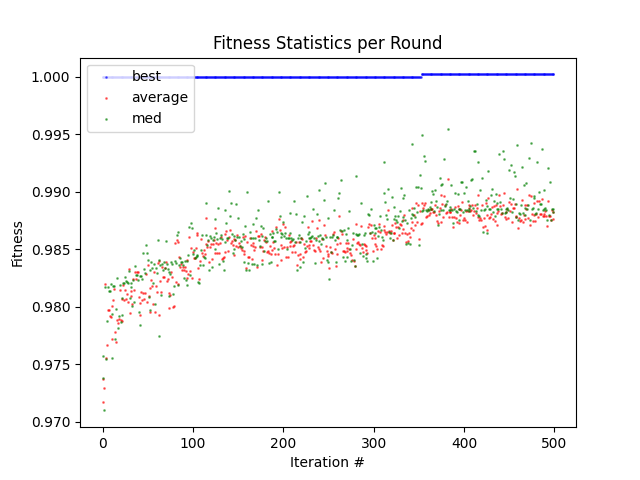 Fitness Statistics per Round
best
average
med
1.000
0.995
0.990
0.985
0.980
0.975
0.970
Fitness
0 100 200 300 400 500
Iteration #